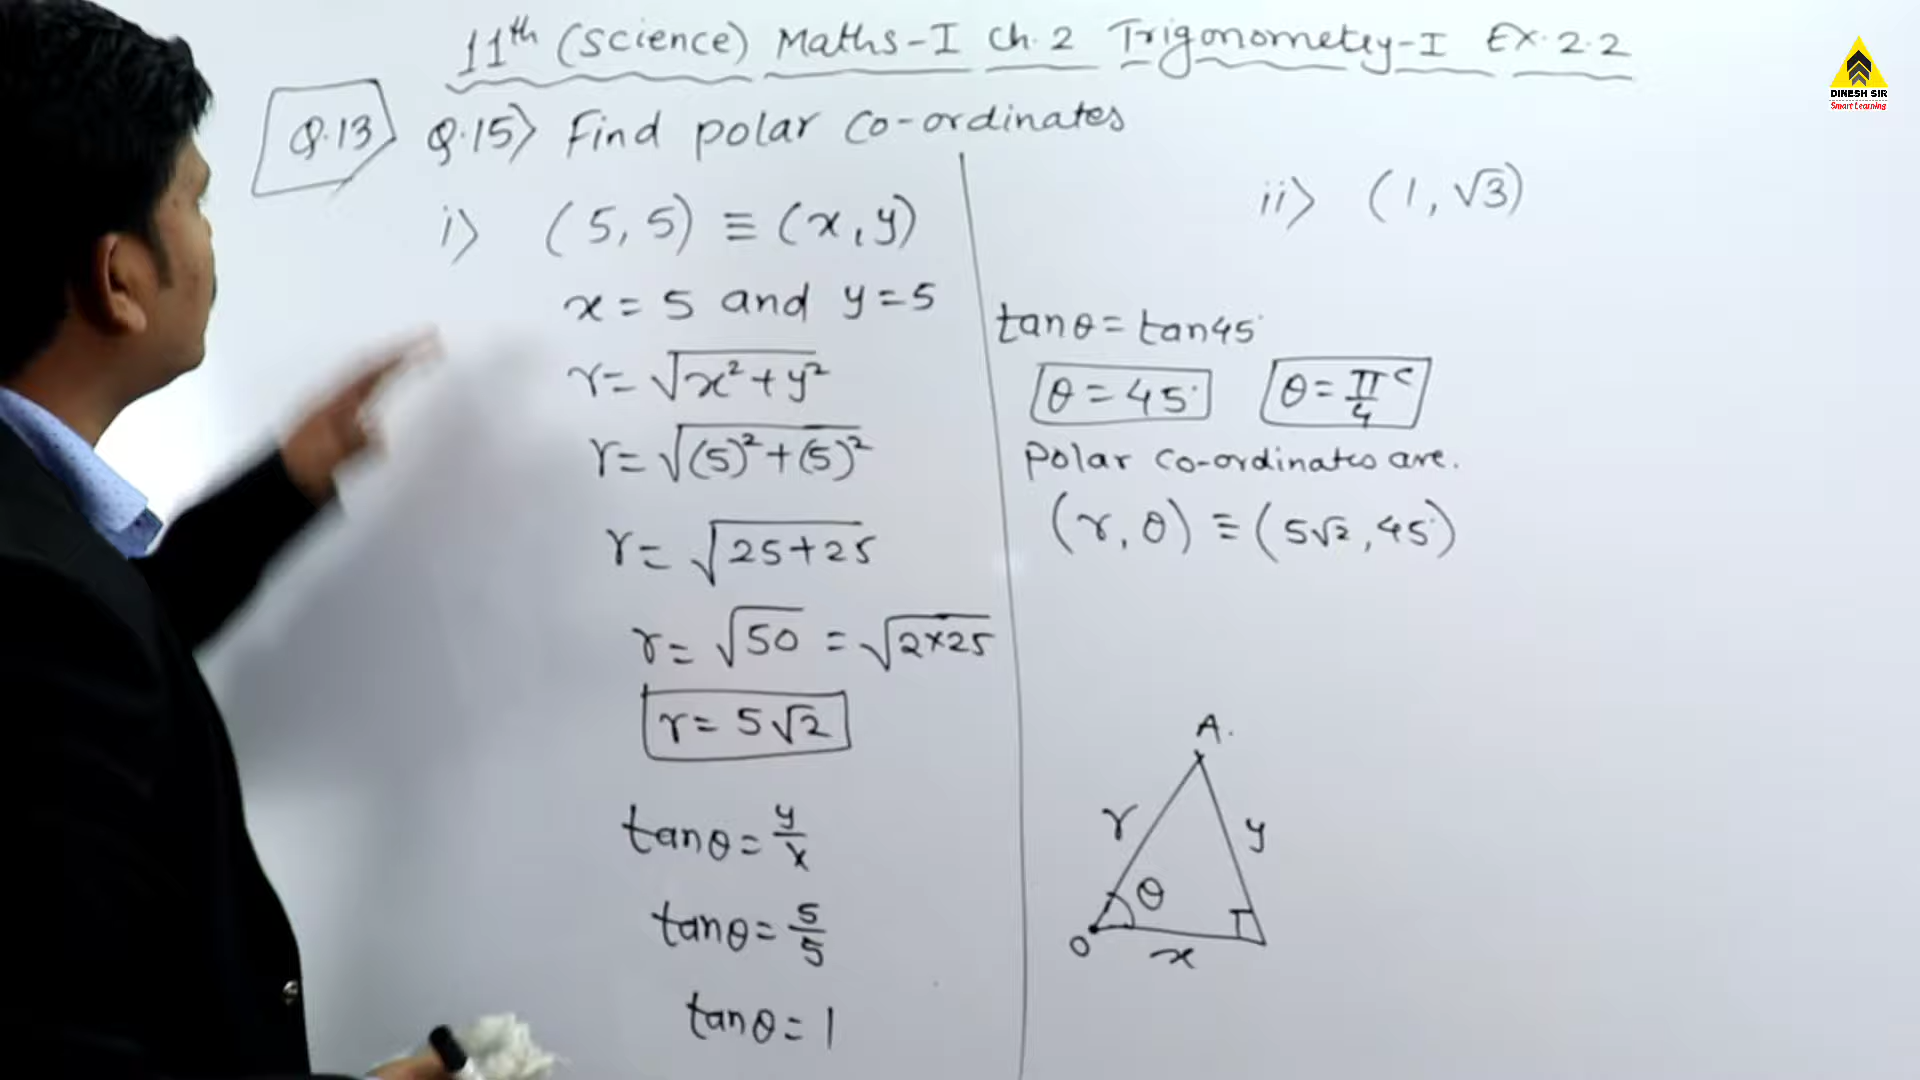 11th (Science) Maths-I Ch.2 Trigonometry-I EX.2.2
Q.13> Q.15> Find polar Co-ordinates
i> (5,5) ≡ (x,y)
x = 5 and y = 5
r = √x²+y²
r = √(5)²+(5)²
r = √25+25
r = √50 = √2×25
r = 5√2
tanθ = y/x
tanθ = 5/5
tanθ = 1
ii> (1, √3)
tanθ = tan45°
θ = 45° θ = π/4 ᶜ
Polar Co-ordinates are.
(r, θ) ≡ (5√2, 45°)
A.
r y
θ
O x
DINESH SIR
Smart Learning